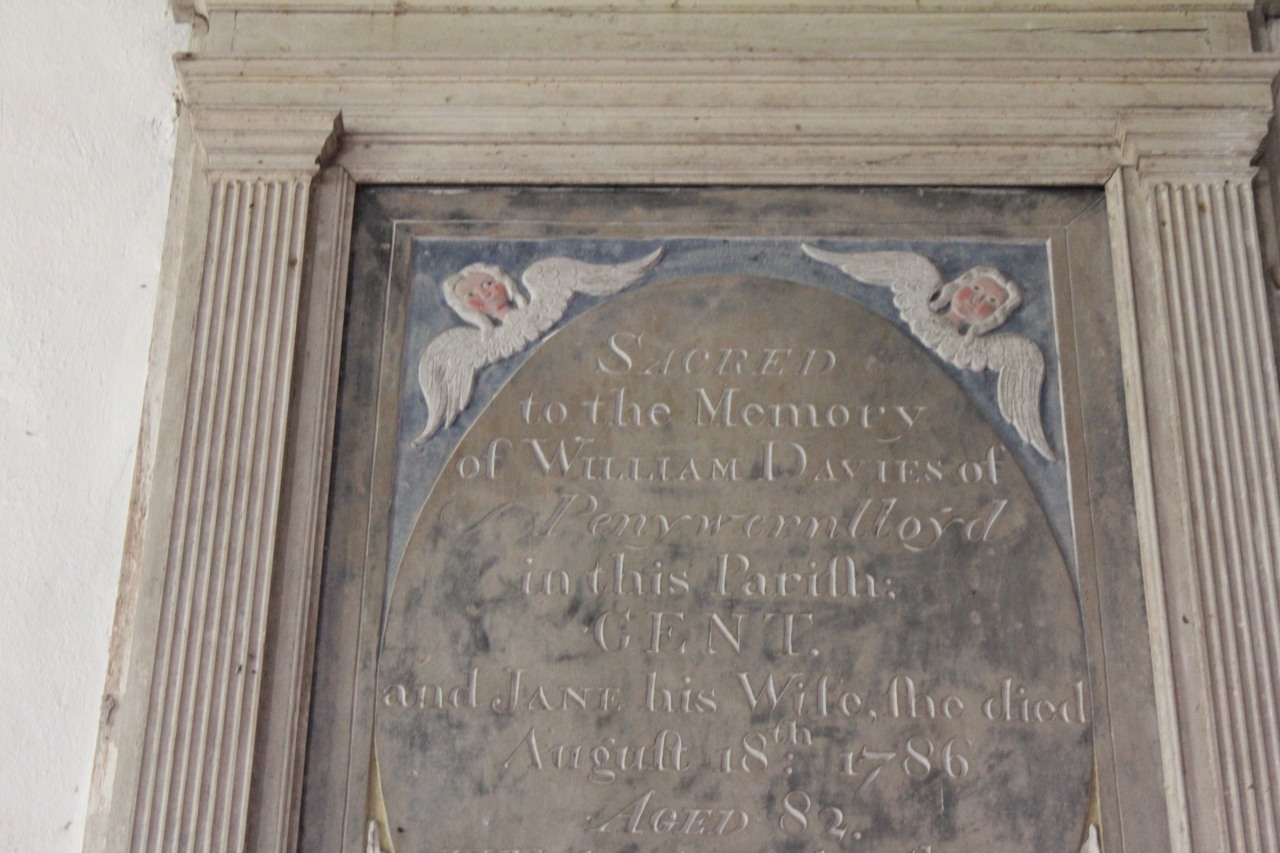 SACRED
to the Memory
of WILLIAM DAVIES of
Penywernlloyd
in this Pariſh;
GENT.
and JANE his Wife, ſhe died
Auguſt 18th: 1786
AGED 82.